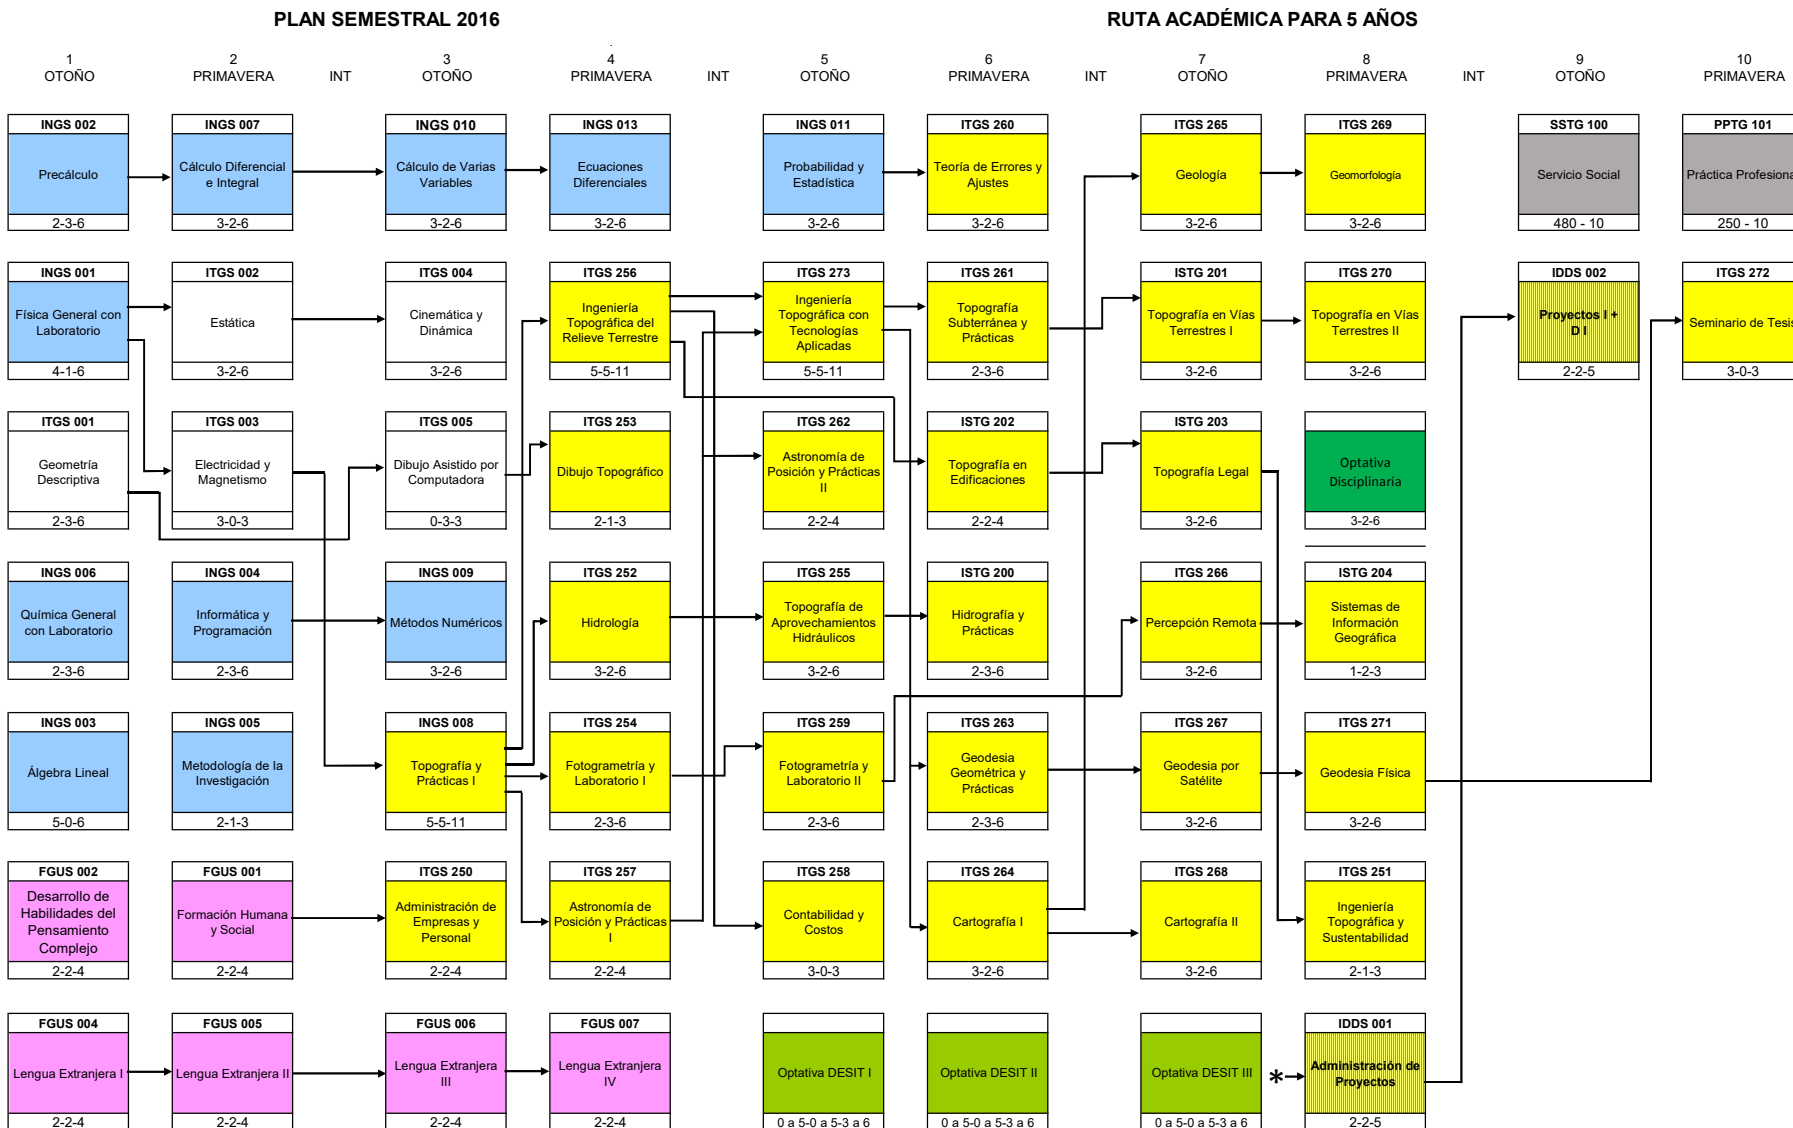 PLAN SEMESTRAL 2016
RUTA ACADÉMICA PARA 5 AÑOS
1
OTOÑO
2
PRIMAVERA
INT
3
OTOÑO
4
PRIMAVERA
INT
5
OTOÑO
6
PRIMAVERA
INT
7
OTOÑO
8
PRIMAVERA
INT
9
OTOÑO
10
PRIMAVERA
INGS 002
Precálculo
2-3-6
INGS 007
Cálculo Diferencial
e Integral
3-2-6
INGS 010
Cálculo de Varias
Variables
3-2-6
INGS 013
Ecuaciones
Diferenciales
3-2-6
INGS 011
Probabilidad y
Estadística
3-2-6
ITGS 260
Teoría de Errores y
Ajustes
3-2-6
ITGS 265
Geología
3-2-6
ITGS 269
Geomorfología
3-2-6
SSTG 100
Servicio Social
480 - 10
PPTG 101
Práctica Profesiona
250 - 10
INGS 001
Física General con
Laboratorio
4-1-6
ITGS 002
Estática
3-2-6
ITGS 004
Cinemática y
Dinámica
3-2-6
ITGS 256
Ingeniería
Topográfica del
Relieve Terrestre
5-5-11
ITGS 273
Ingeniería
Topográfica con
Tecnologías
Aplicadas
5-5-11
ITGS 261
Topografía
Subterránea y
Prácticas
2-3-6
ISTG 201
Topografía en Vías
Terrestres I
3-2-6
ITGS 270
Topografía en Vías
Terrestres II
3-2-6
IDDS 002
Proyectos I +
D I
2-2-5
ITGS 272
Seminario de Tesis
3-0-3
ITGS 001
Geometría
Descriptiva
2-3-6
ITGS 003
Electricidad y
Magnetismo
3-0-3
ITGS 005
Dibujo Asistido por
Computadora
0-3-3
ITGS 253
Dibujo Topográfico
2-1-3
ITGS 262
Astronomía de
Posición y Prácticas
II
2-2-4
ISTG 202
Topografía en
Edificaciones
2-2-4
ISTG 203
Topografía Legal
3-2-6
Optativa
Disciplinaria
3-2-6
INGS 006
Química General
con Laboratorio
2-3-6
INGS 004
Informática y
Programación
2-3-6
INGS 009
Métodos Numéricos
3-2-6
ITGS 252
Hidrología
3-2-6
ITGS 255
Topografía de
Aprovechamientos
Hidráulicos
3-2-6
ISTG 200
Hidrografía y
Prácticas
2-3-6
ITGS 266
Percepción Remota
3-2-6
ISTG 204
Sistemas de
Información
Geográfica
1-2-3
INGS 003
Álgebra Lineal
5-0-6
INGS 005
Metodología de la
Investigación
2-1-3
INGS 008
Topografía y
Prácticas I
5-5-11
ITGS 254
Fotogrametría y
Laboratorio I
2-3-6
ITGS 259
Fotogrametría y
Laboratorio II
2-3-6
ITGS 263
Geodesia
Geométrica y
Prácticas
2-3-6
ITGS 267
Geodesia por
Satélite
3-2-6
ITGS 271
Geodesia Física
3-2-6
FGUS 002
Desarrollo de
Habilidades del
Pensamiento
Complejo
2-2-4
FGUS 001
Formación Humana
y Social
2-2-4
ITGS 250
Administración de
Empresas y
Personal
2-2-4
ITGS 257
Astronomía de
Posición y Prácticas
I
2-2-4
ITGS 258
Contabilidad y
Costos
3-0-3
ITGS 264
Cartografía I
3-2-6
ITGS 268
Cartografía II
3-2-6
ITGS 251
Ingeniería
Topográfica y
Sustentabilidad
2-1-3
FGUS 004
Lengua Extranjera I
2-2-4
FGUS 005
Lengua Extranjera II
2-2-4
FGUS 006
Lengua Extranjera
III
2-2-4
FGUS 007
Lengua Extranjera
IV
2-2-4
Optativa DESIT I
0 a 5-0 a 5-3 a 6
Optativa DESIT II
0 a 5-0 a 5-3 a 6
Optativa DESIT III
0 a 5-0 a 5-3 a 6
*
IDDS 001
Administración de
Proyectos
2-2-5